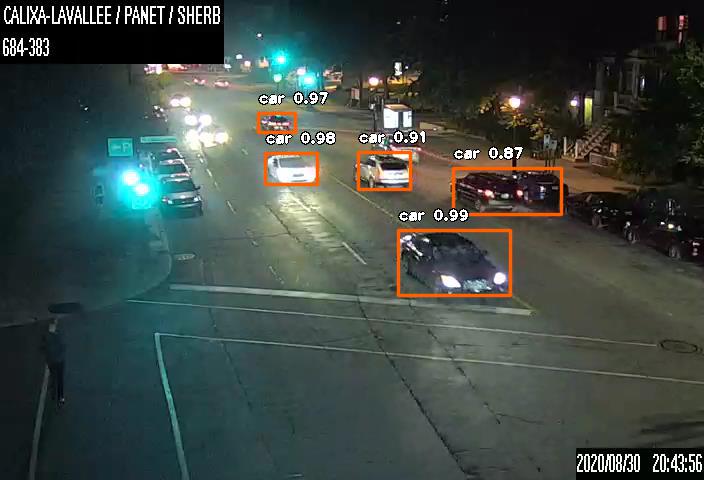 CALIXA-LAVALLEE / PANET / SHERB
684-383
car 0.97
car 0.98
car 0.91
car 0.87
car 0.99
2020/08/30 20:43:56